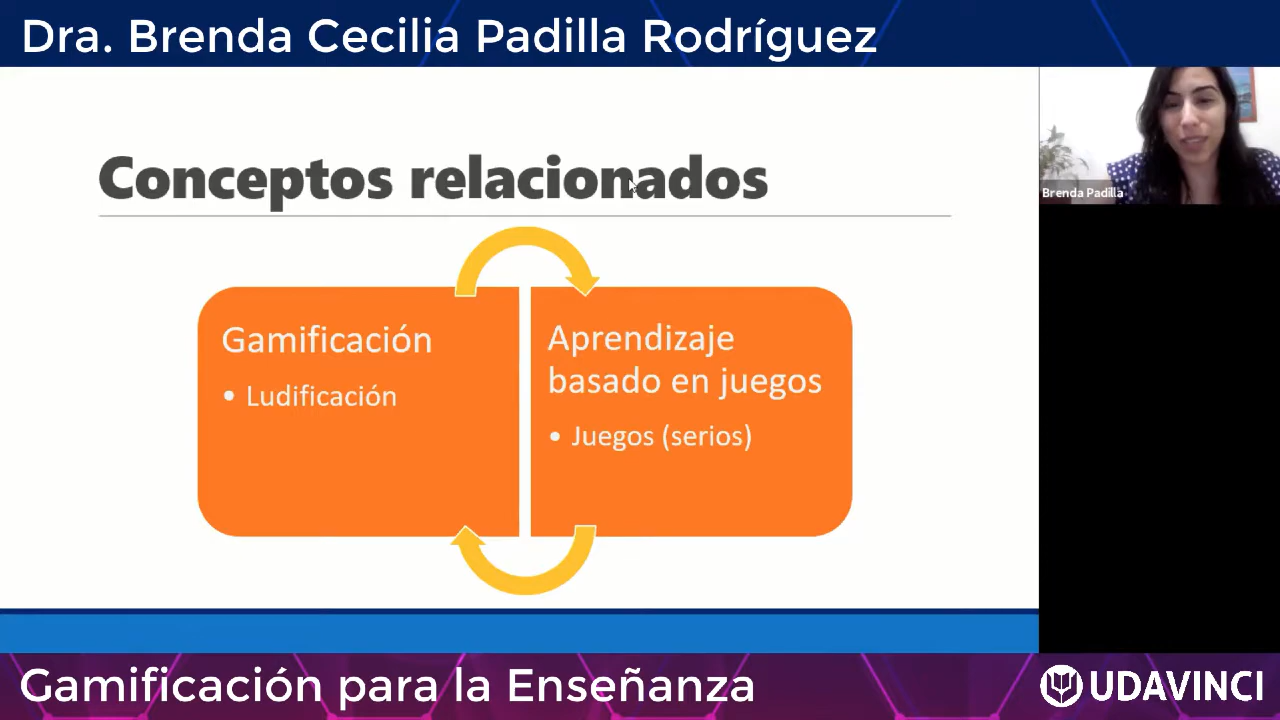 Dra. Brenda Cecilia Padilla Rodríguez
Conceptos relacionados
Gamificación
• Ludificación
Aprendizaje
basado en juegos
• Juegos (serios)
Brenda Padilla
Gamificación para la Enseñanza
UDAVINCI